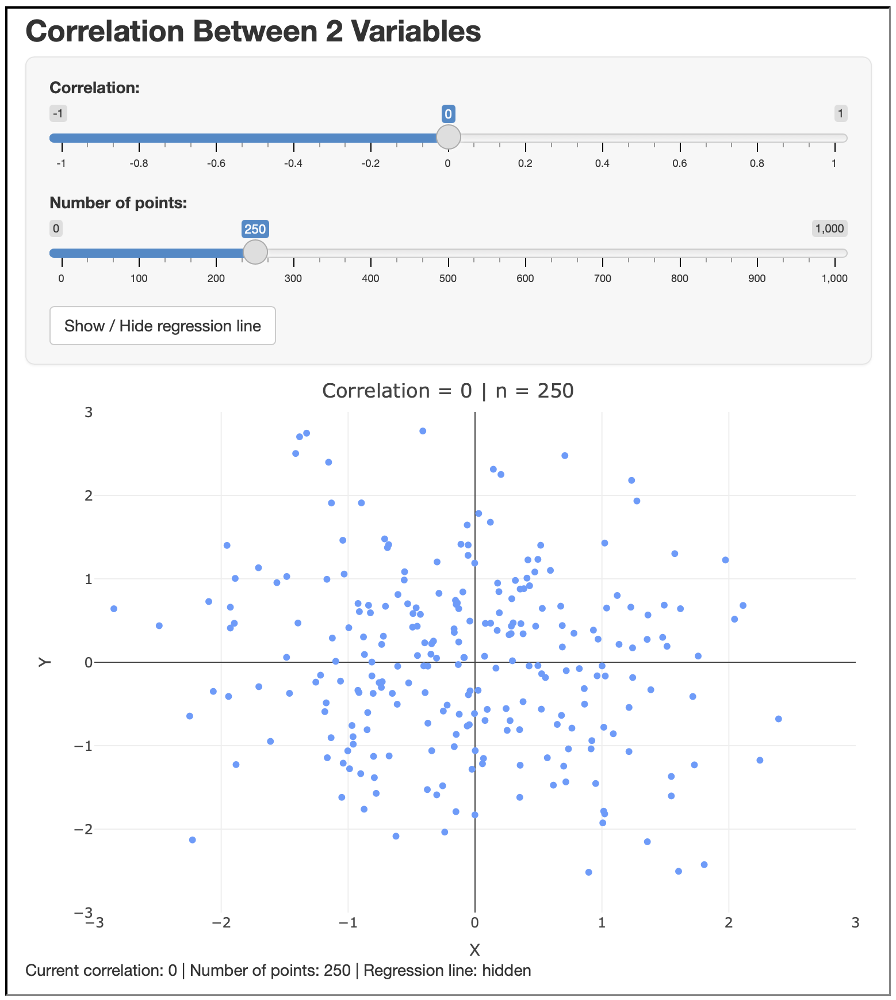 Correlation Between 2 Variables
Correlation:
-1 0 1
-1 -0.8 -0.6 -0.4 -0.2 0 0.2 0.4 0.6 0.8 1
Number of points:
0 250 1,000
0 100 200 300 400 500 600 700 800 900 1,000
Show / Hide regression line
Correlation = 0 | n = 250
3
2
1
Y 0
−1
−2
−3
−3 −2 −1 0 1 2 3
X
Current correlation: 0 | Number of points: 250 | Regression line: hidden